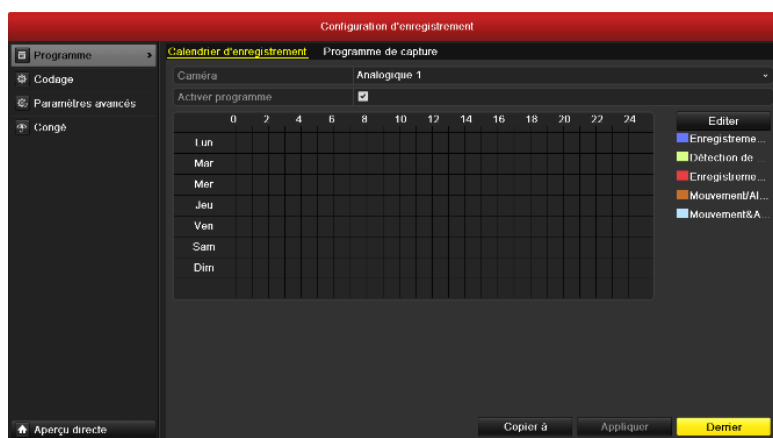 Configuration d'enregistrement
Programme
Codage
Paramètres avancés
Congé
Aperçu directe
Calendrier d'enregistrement Programme de capture
Caméra Analogique 1
Activer programme
0 2 4 6 8 10 12 14 16 18 20 22 24
Lun
Mar
Mer
Jeu
Ven
Sam
Dim
Editer
Enregistreme...
Détection de ...
Enregistreme...
Mouvement/Al...
Mouvement&A...
Copier à Appliquer Derrier